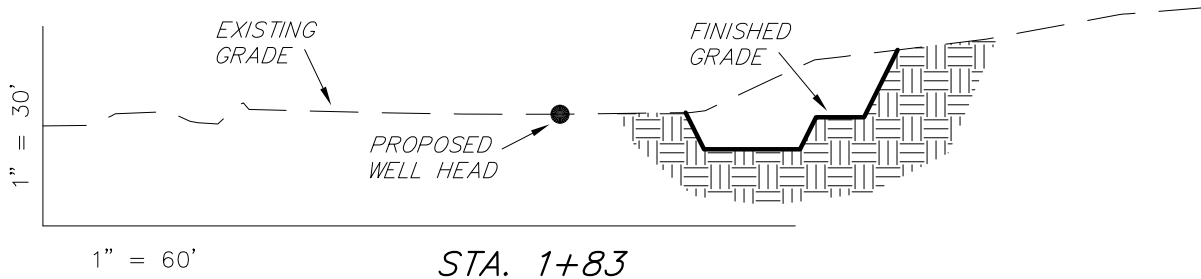 EXISTING
GRADE
FINISHED
GRADE
1" = 30'
PROPOSED
WELL HEAD
1" = 60'
STA. 1+83